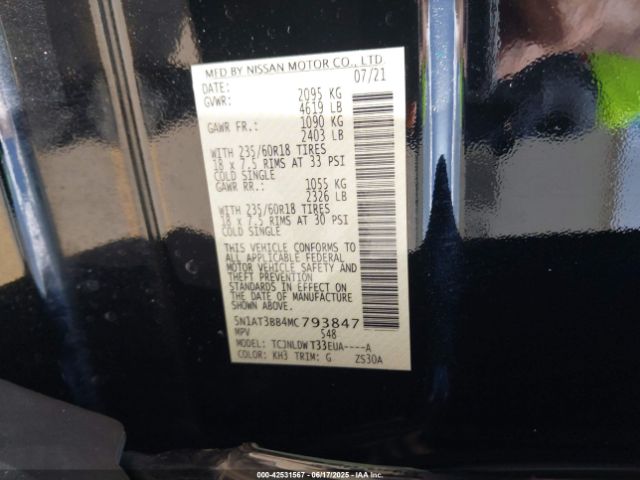 MFD BY NISSAN MOTOR CO., LTD.
DATE: 07/21
GVWR: 2095 KG
4619 LB
GAWR FR.: 1090 KG
2403 LB
WITH 235/60R18 TIRES
18 x 7.5 RIMS AT 33 PSI
COLD SINGLE
GAWR RR.: 1055 KG
2326 LB
WITH 235/60R18 TIRES
18 x 7.5 RIMS AT 30 PSI
COLD SINGLE
THIS VEHICLE CONFORMS TO
ALL APPLICABLE FEDERAL
MOTOR VEHICLE SAFETY AND
THEFT PREVENTION
STANDARDS IN EFFECT ON
THE DATE OF MANUFACTURE
SHOWN ABOVE.
5N1AT3BB4MC793847
MPV S48
MODEL: TCJNLDWT33EUA----A
COLOR: KH3 TRIM: G ZS30A
000-42531567 06/17/2025 IAA Inc.